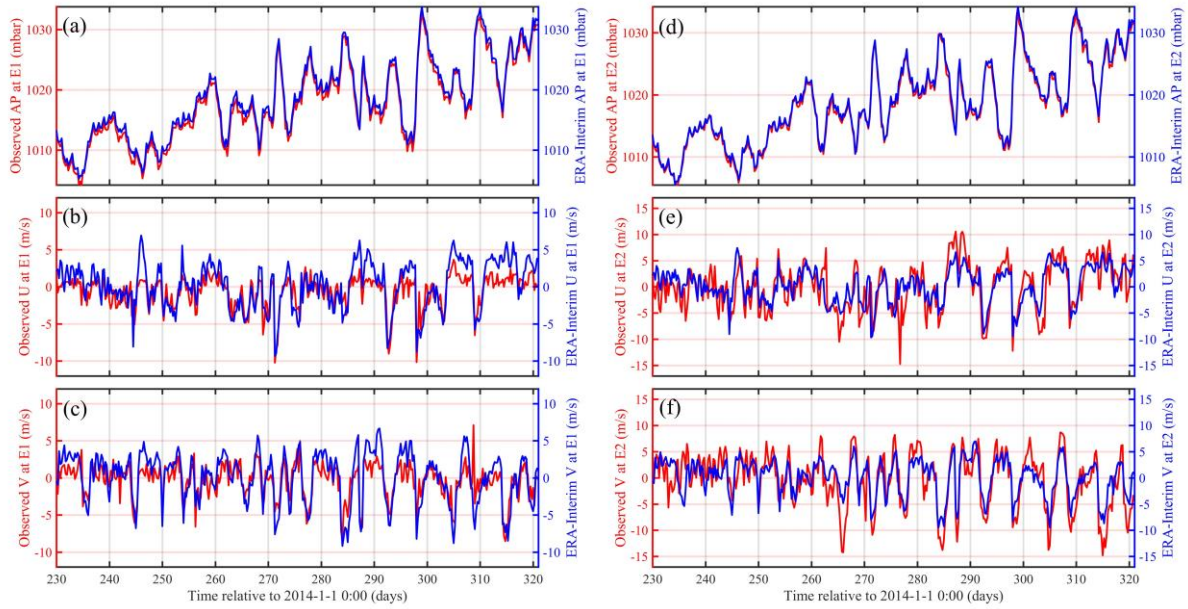 (a)
Observed AP at E1 (mbar)
1030
1020
1010
1030
1020
1010
ERA-Interim AP at E1 (mbar)
(d)
Observed AP at E2 (mbar)
1030
1020
1010
1030
1020
1010
ERA-Interim AP at E2 (mbar)
(b)
Observed U at E1 (m/s)
10
5
0
-5
-10
10
5
0
-5
-10
ERA-Interim U at E1 (m/s)
(e)
Observed U at E2 (m/s)
15
10
5
0
-5
-10
-15
15
10
5
0
-5
-10
-15
ERA-Interim U at E2 (m/s)
(c)
Observed V at E1 (m/s)
10
5
0
-5
-10
10
5
0
-5
-10
ERA-Interim V at E1 (m/s)
230 240 250 260 270 280 290 300 310 320
Time relative to 2014-1-1 0:00 (days)
(f)
Observed V at E2 (m/s)
15
10
5
0
-5
-10
-15
15
10
5
0
-5
-10
-15
ERA-Interim V at E2 (m/s)
230 240 250 260 270 280 290 300 310 320
Time relative to 2014-1-1 0:00 (days)